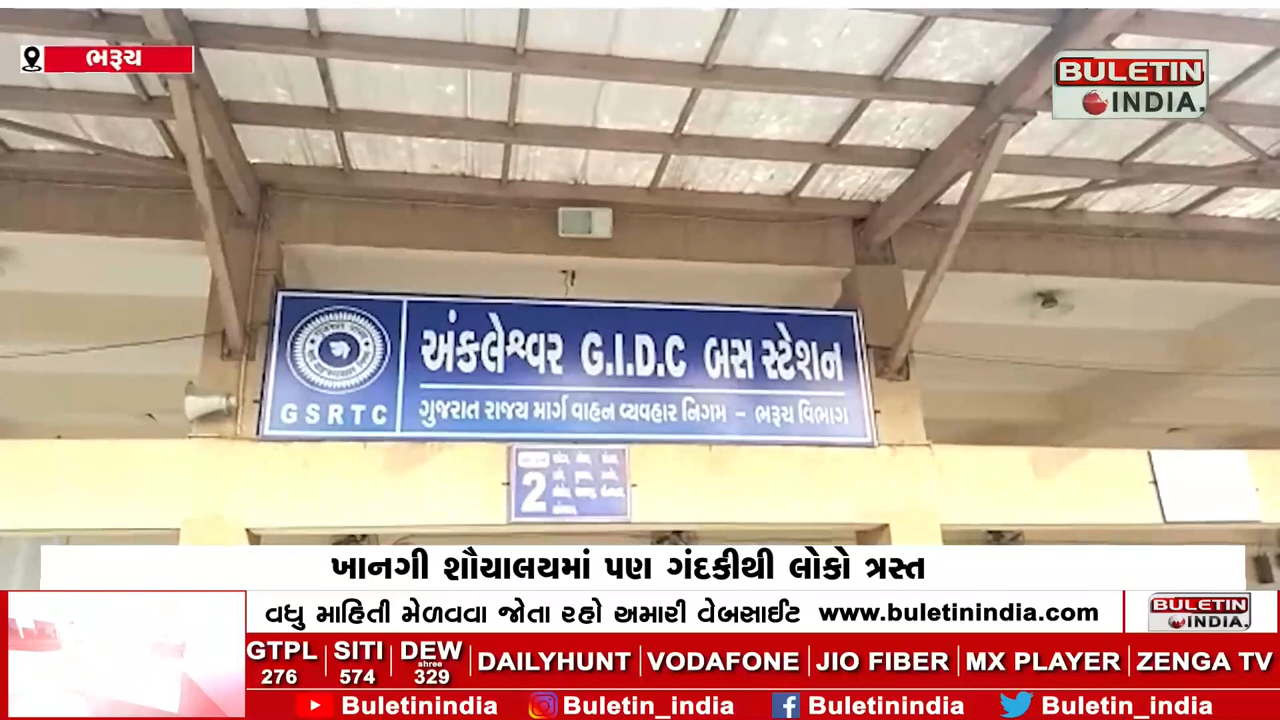 ભરૂચ
BULETIN
INDIA.
અંકલેશ્વર G.I.D.C બસ સ્ટેશન
GSRTC
ગુજરાત રાજ્ય માર્ગ વાહન વ્યવહાર નિગમ - ભરૂચ વિભાગ
2
ખાનગી શૌચાલયમાં પણ ગંદકીથી લોકો ત્રસ્ત
વધુ માહિતી મેળવવા જોતા રહો અમારી વેબસાઈટ www.buletinindia.com
BULETIN
INDIA.
GTPL 276 SITI 574 DEW shree 329 DAILYHUNT VODAFONE JIO FIBER MX PLAYER ZENGA TV
Buletinindia Buletin_india Buletinindia Buletin_india